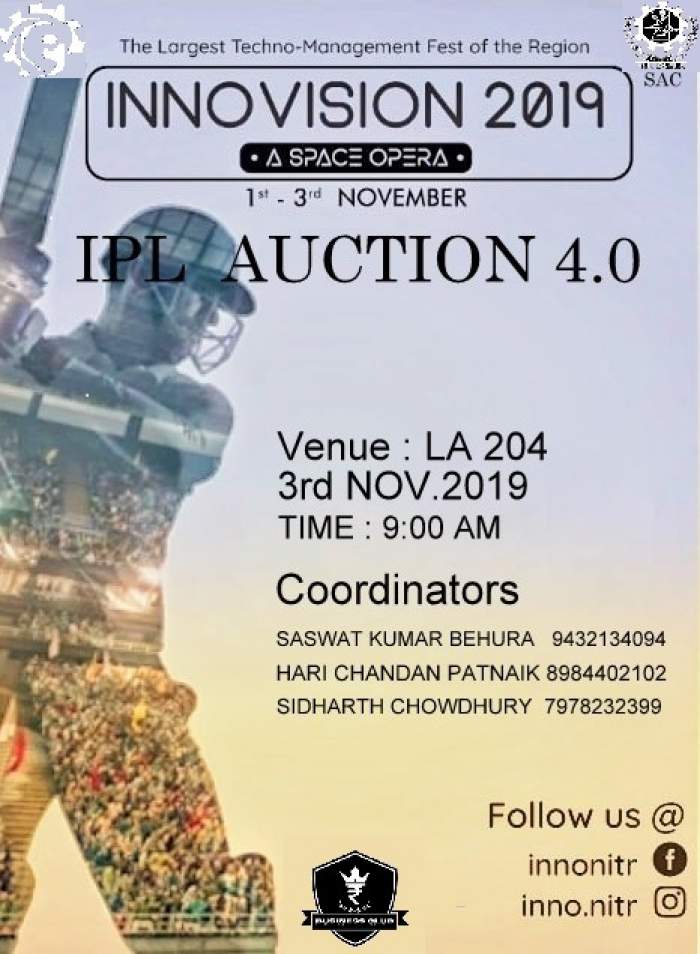 The Largest Techno-Management Fest of the Region
SAC
INNOVISION 2019
• A SPACE OPERA •
1st - 3rd NOVEMBER
IPL AUCTION 4.0
Venue : LA 204
3rd NOV.2019
TIME : 9:00 AM
Coordinators
SASWAT KUMAR BEHURA 9432134094
HARI CHANDAN PATNAIK 8984402102
SIDHARTH CHOWDHURY 7978232399
Follow us @
innonitr
inno.nitr
BUSINESS CLUB